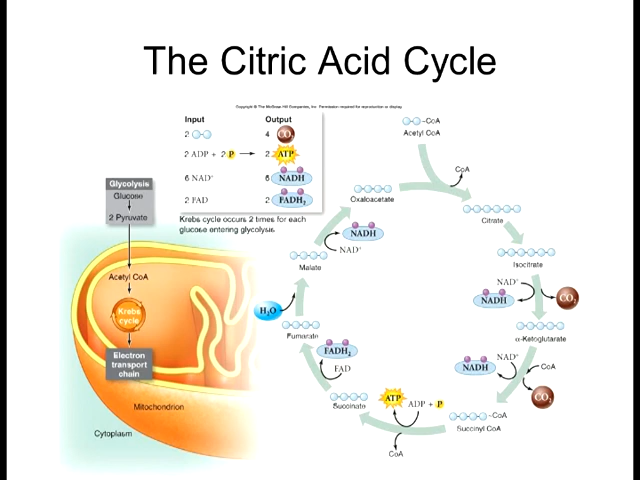 The Citric Acid Cycle
Copyright © The McGraw-Hill Companies, Inc. Permission required for reproduction or display.
Input Output
2 4 CO₂
2 ADP + 2 P → 2 ATP
6 NAD⁺ 6 NADH
2 FAD 2 FADH₂
Krebs cycle occurs 2 times for each
glucose entering glycolysis
Glycolysis
Glucose
2 Pyruvate
Acetyl CoA
Krebs
cycle
Electron
transport
chain
Mitochondrion
Cytoplasm
~CoA
Acetyl CoA
CoA
Oxaloacetate
Citrate
Isocitrate
NAD⁺
NADH
CO₂
α-Ketoglutarate
NAD⁺
NADH
CoA
CO₂
~CoA
Succinyl CoA
ATP
ADP + P
CoA
Succinate
FADH₂
FAD
Fumarate
H₂O
Malate
NADH
NAD⁺